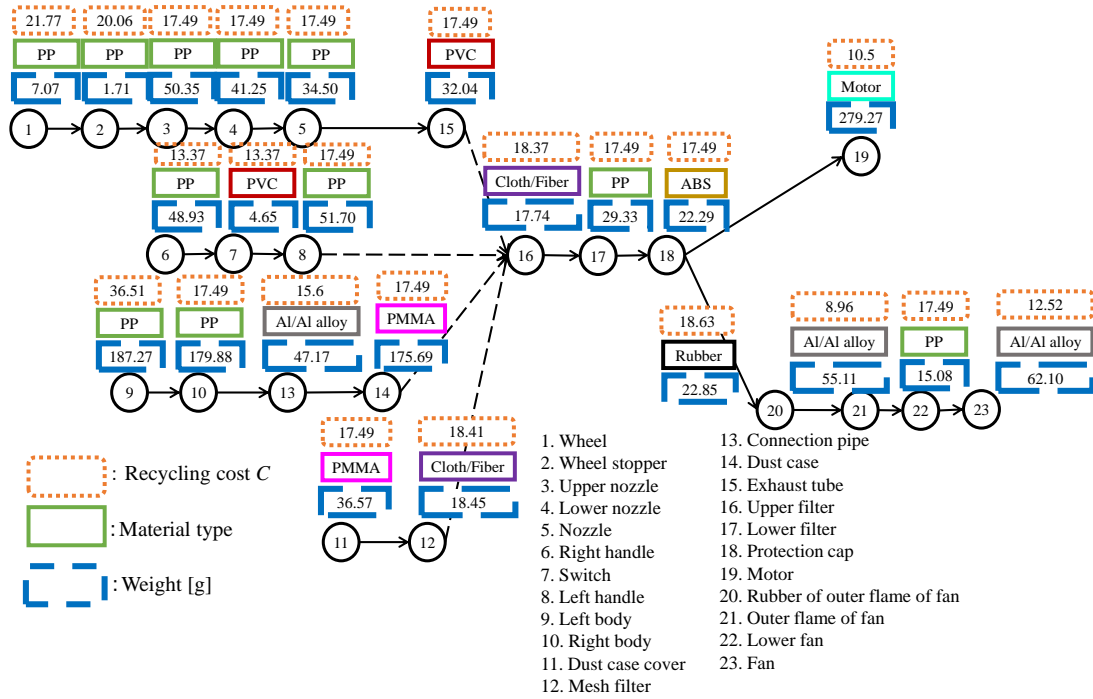 21.77 20.06 17.49 17.49 17.49 17.49
PP PP PP PP PP PVC
7.07 1.71 50.35 41.25 34.50 32.04
1 2 3 4 5 15
10.5
Motor
279.27
19
13.37 13.37 17.49
PP PVC PP
48.93 4.65 51.70
6 7 8
18.37 17.49 17.49
Cloth/Fiber PP ABS
17.74 29.33 22.29
16 17 18
36.51 17.49 15.6 17.49
PP PP Al/Al alloy PMMA
187.27 179.88 47.17 175.69
9 10 13 14
18.63
Rubber
22.85
20
8.96 17.49 12.52
Al/Al alloy PP Al/Al alloy
55.11 15.08 62.10
21 22 23
17.49 18.41
PMMA Cloth/Fiber
36.57 18.45
11 12
: Recycling cost C
: Material type
: Weight [g]
1. Wheel
2. Wheel stopper
3. Upper nozzle
4. Lower nozzle
5. Nozzle
6. Right handle
7. Switch
8. Left handle
9. Left body
10. Right body
11. Dust case cover
12. Mesh filter
13. Connection pipe
14. Dust case
15. Exhaust tube
16. Upper filter
17. Lower filter
18. Protection cap
19. Motor
20. Rubber of outer flame of fan
21. Outer flame of fan
22. Lower fan
23. Fan